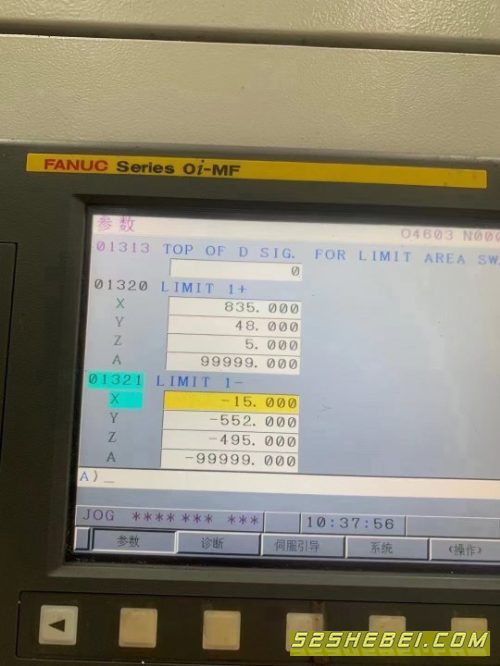 FANUC Series 0i-MF
参数
O4603 N000
01313 TOP OF D SIG. FOR LIMIT AREA SW
0
01320 LIMIT 1+
X 835.000
Y 48.000
Z 5.000
A 99999.000
01321 LIMIT 1-
X -15.000
Y -552.000
Z -495.000
A -99999.000
A)_
JOG **** *** *** 10:37:56
参数 诊断 伺服引导 系统 (操作)
52SHEBEI.COM